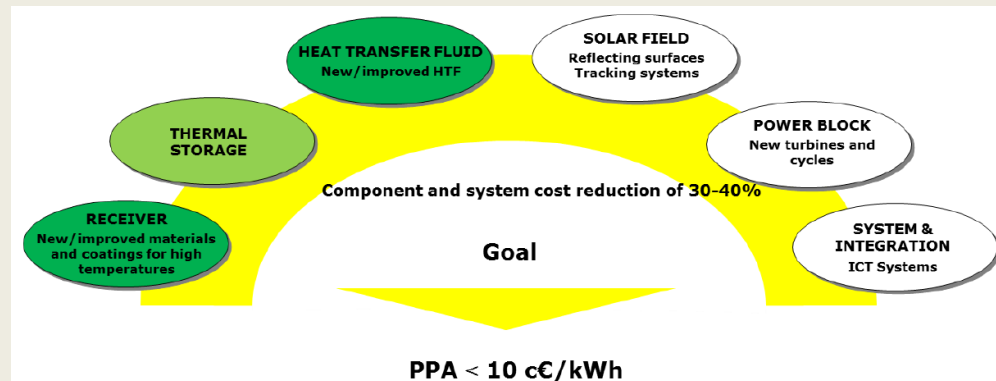 HEAT TRANSFER FLUID
New/improved HTF
SOLAR FIELD
Reflecting surfaces
Tracking systems
THERMAL
STORAGE
POWER BLOCK
New turbines and
cycles
Component and system cost reduction of 30-40%
RECEIVER
New/improved materials
and coatings for high
temperatures
SYSTEM &
INTEGRATION
ICT Systems
Goal
PPA < 10 c€/kWh